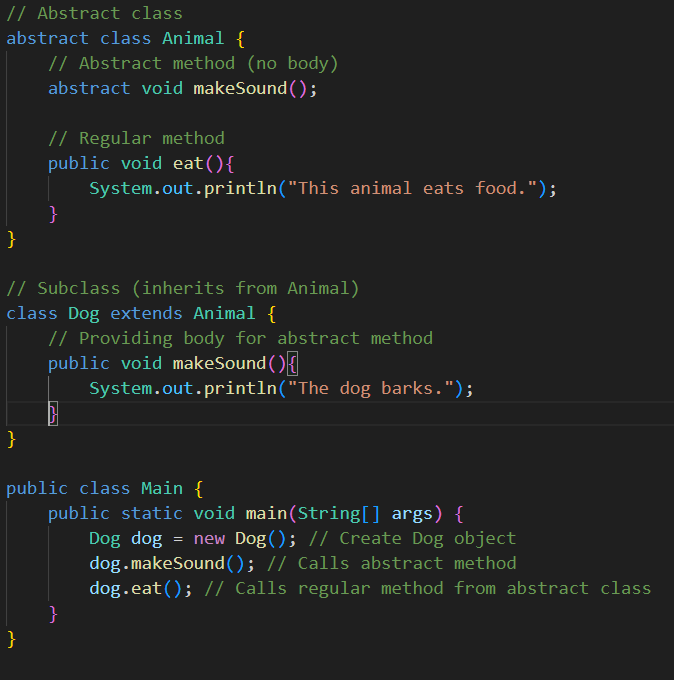 // Abstract class
abstract class Animal {
    // Abstract method (no body)
    abstract void makeSound();

    // Regular method
    public void eat(){
        System.out.println("This animal eats food.");
    }
}

// Subclass (inherits from Animal)
class Dog extends Animal {
    // Providing body for abstract method
    public void makeSound(){
        System.out.println("The dog barks.");
    }
}

public class Main {
    public static void main(String[] args) {
        Dog dog = new Dog(); // Create Dog object
        dog.makeSound(); // Calls abstract method
        dog.eat(); // Calls regular method from abstract class
    }
}